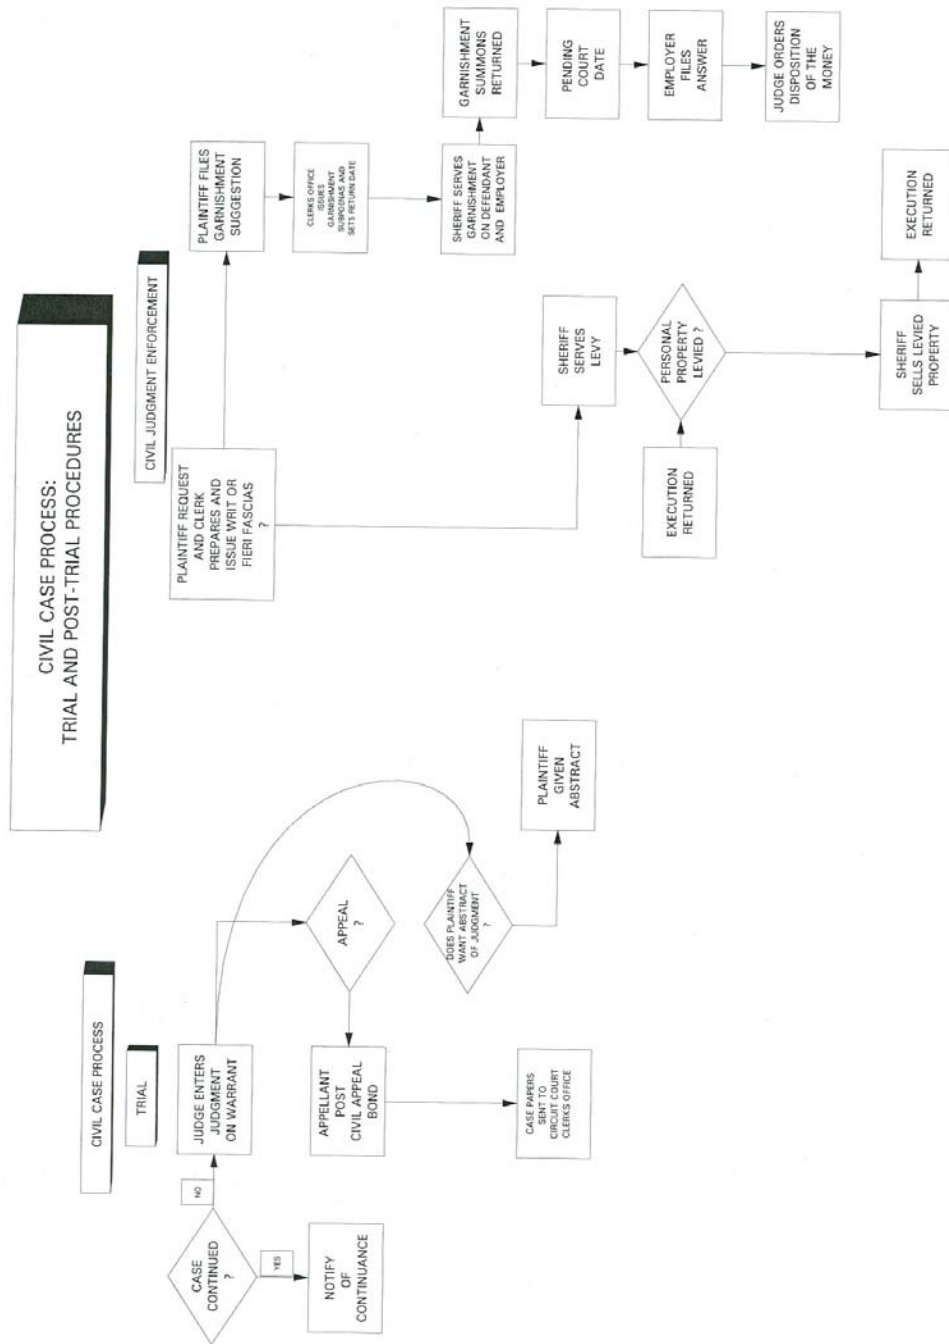 CIVIL CASE PROCESS:
TRIAL AND POST-TRIAL PROCEDURES
CIVIL CASE PROCESS
TRIAL
CASE
CONTINUED
?
NO
YES
NOTIFY
OF
CONTINUANCE
JUDGE ENTERS
JUDGMENT
ON WARRANT
APPEAL
?
APPELLANT
POST
CIVIL APPEAL
BOND
CASE PAPERS
SENT TO
CIRCUIT COURT
CLERKS OFFICE
DOES PLAINTIFF
WANT ABSTRACT
OF JUDGMENT
?
PLAINTIFF
GIVEN
ABSTRACT
CIVIL JUDGMENT ENFORCEMENT
PLAINTIFF REQUEST
AND CLERK
PREPARES AND
ISSUE WRIT OR
FIERI FASCIAS
?
PLAINTIFF FILES
GARNISHMENT
SUGGESTION
CLERKS OFFICE
ISSUES
GARNISHMENT
SUBPOENAS AND
SETS RETURN DATE
SHERIFF SERVES
GARNISHMENT
ON DEFENDANT
AND EMPLOYER
GARNISHMENT
SUMMONS
RETURNED
PENDING
COURT
DATE
EMPLOYER
FILES
ANSWER
JUDGE ORDERS
DISPOSITION
OF THE
MONEY
SHERIFF
SERVES
LEVY
PERSONAL
PROPERTY
LEVIED ?
EXECUTION
RETURNED
SHERIFF
SELLS LEVIED
PROPERTY
EXECUTION
RETURNED